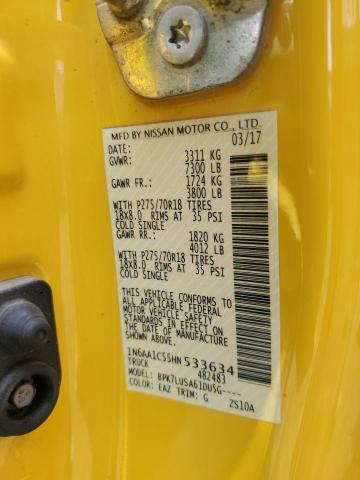 MFD BY NISSAN MOTOR CO., LTD.
DATE: 03/17
GVWR: 3311 KG
7300 LB
GAWR FR: 1724 KG
3800 LB
WITH P275/70R18 TIRES
18X8.0 RIMS AT 35 PSI
COLD SINGLE
GAWR RR: 1820 KG
4012 LB
WITH P275/70R18 TIRES
18X8.0 RIMS AT 35 PSI
COLD SINGLE
THIS VEHICLE CONFORMS TO
ALL APPLICABLE FEDERAL
MOTOR VEHICLE SAFETY
STANDARDS IN EFFECT ON
THE DATE OF MANUFACTURE
SHOWN ABOVE.
1N6AA1C55HN533634
TRUCK 482483
MODEL: BPK7LUSA61DU5G----
COLOR: EAZ TRIM: G ZS10A